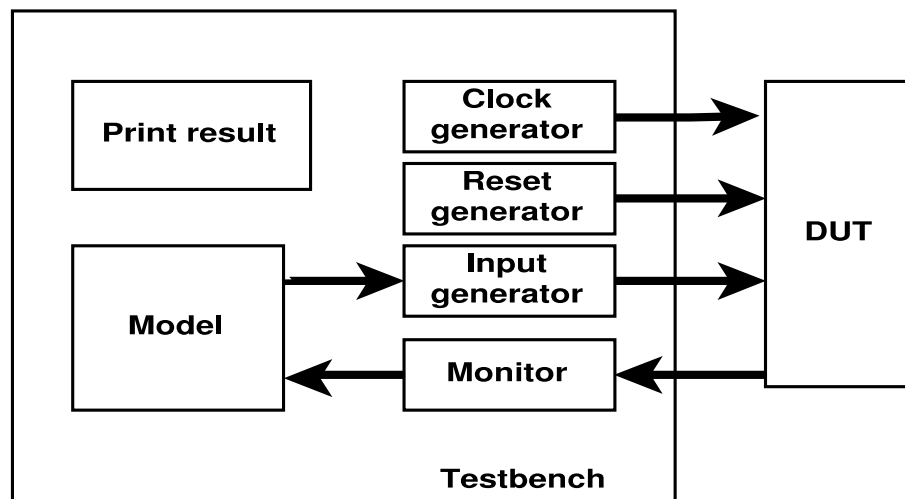 Print result
Clock
generator
Reset
generator
Input
generator
Model
Monitor
DUT
Testbench